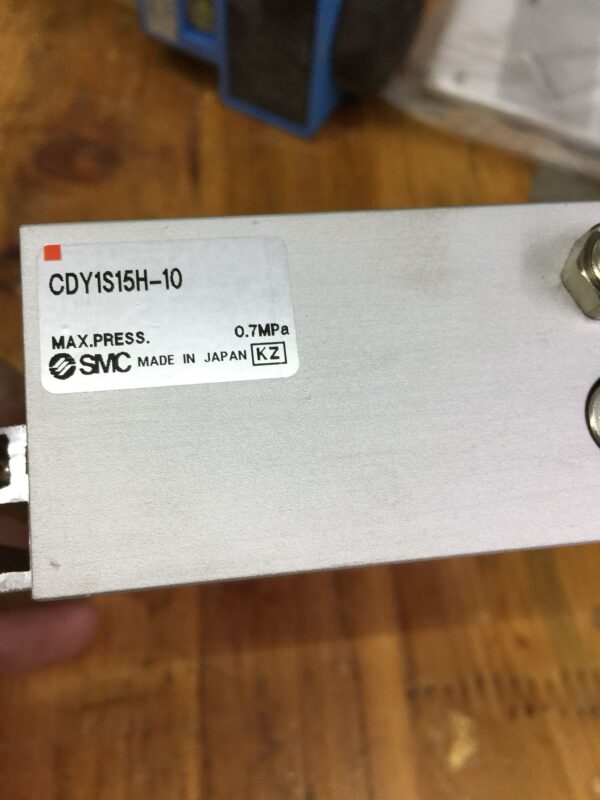 CDY1S15H-10
MAX.PRESS. 0.7MPa
SMC MADE IN JAPAN KZ